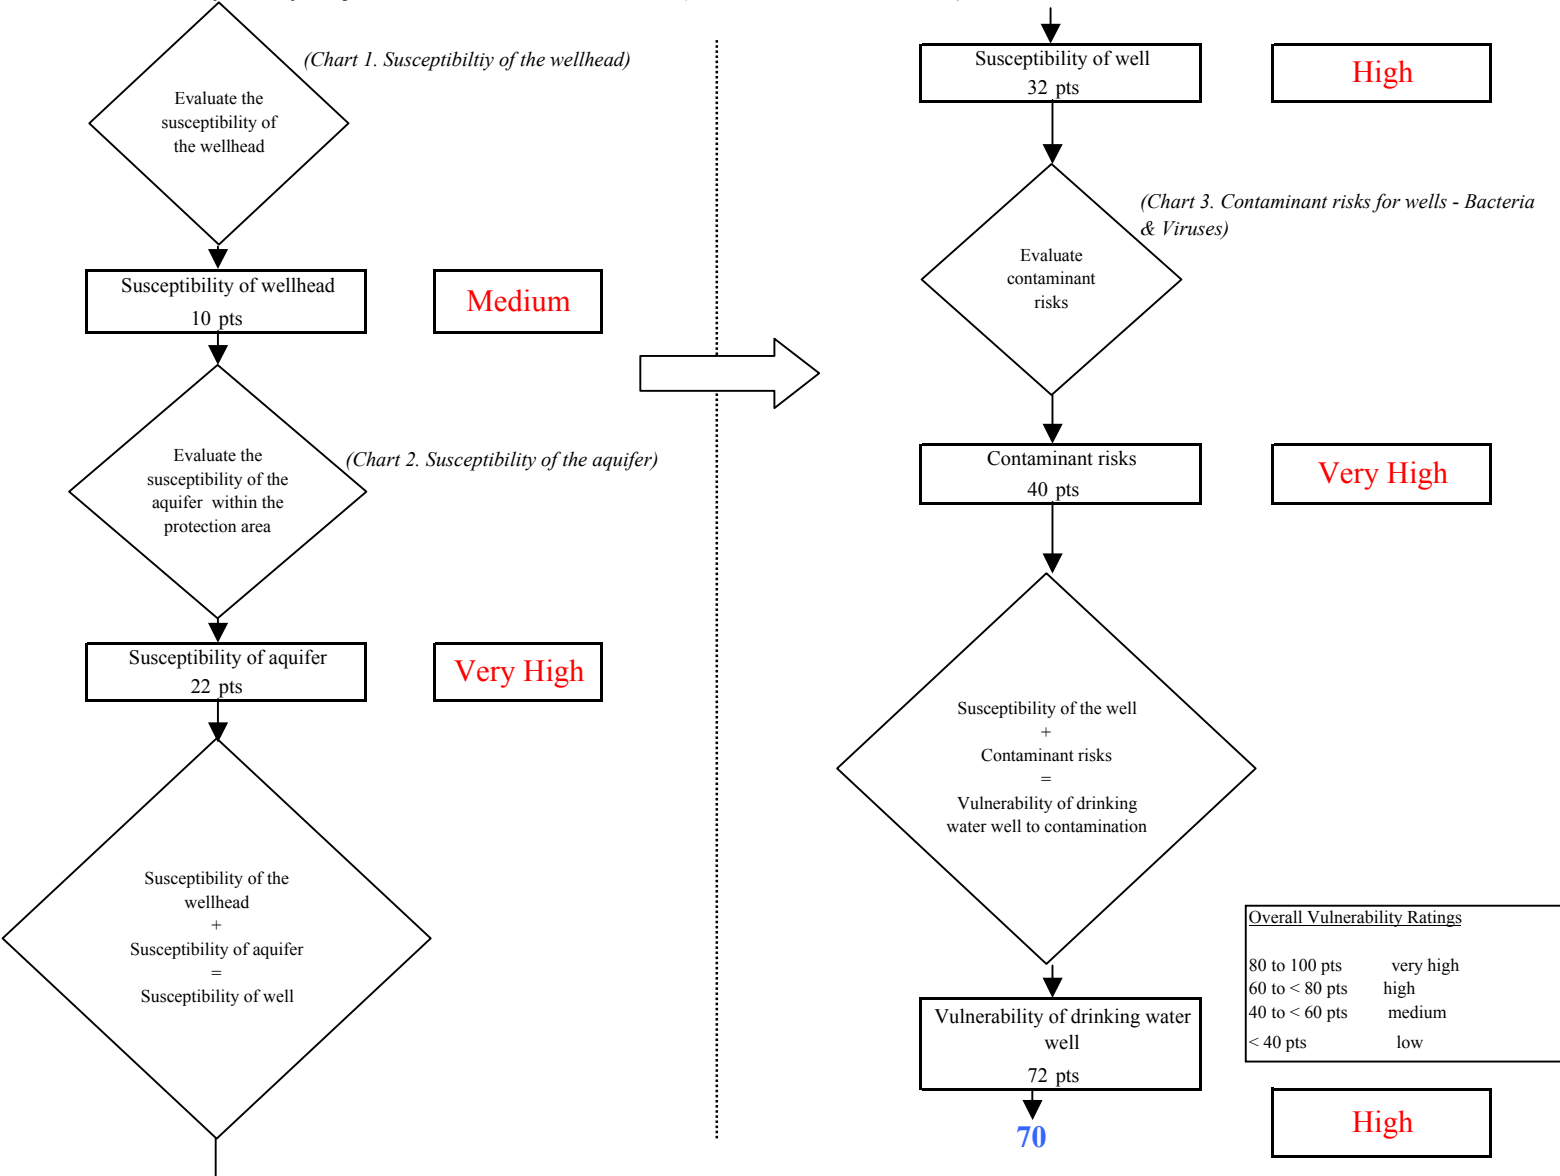 (Chart 1. Susceptibiltiy of the wellhead)
Evaluate the
susceptibility of
the wellhead
Susceptibility of wellhead
10 pts
Medium
(Chart 2. Susceptibility of the aquifer)
Evaluate the
susceptibility of the
aquifer within the
protection area
Susceptibility of aquifer
22 pts
Very High
Susceptibility of the
wellhead
+
Susceptibility of aquifer
=
Susceptibility of well
Susceptibility of well
32 pts
High
(Chart 3. Contaminant risks for wells - Bacteria
& Viruses)
Evaluate
contaminant
risks
Contaminant risks
40 pts
Very High
Susceptibility of the well
+
Contaminant risks
=
Vulnerability of drinking
water well to contamination
Overall Vulnerability Ratings
80 to 100 pts very high
60 to < 80 pts high
40 to < 60 pts medium
< 40 pts low
Vulnerability of drinking water
well
72 pts
70
High